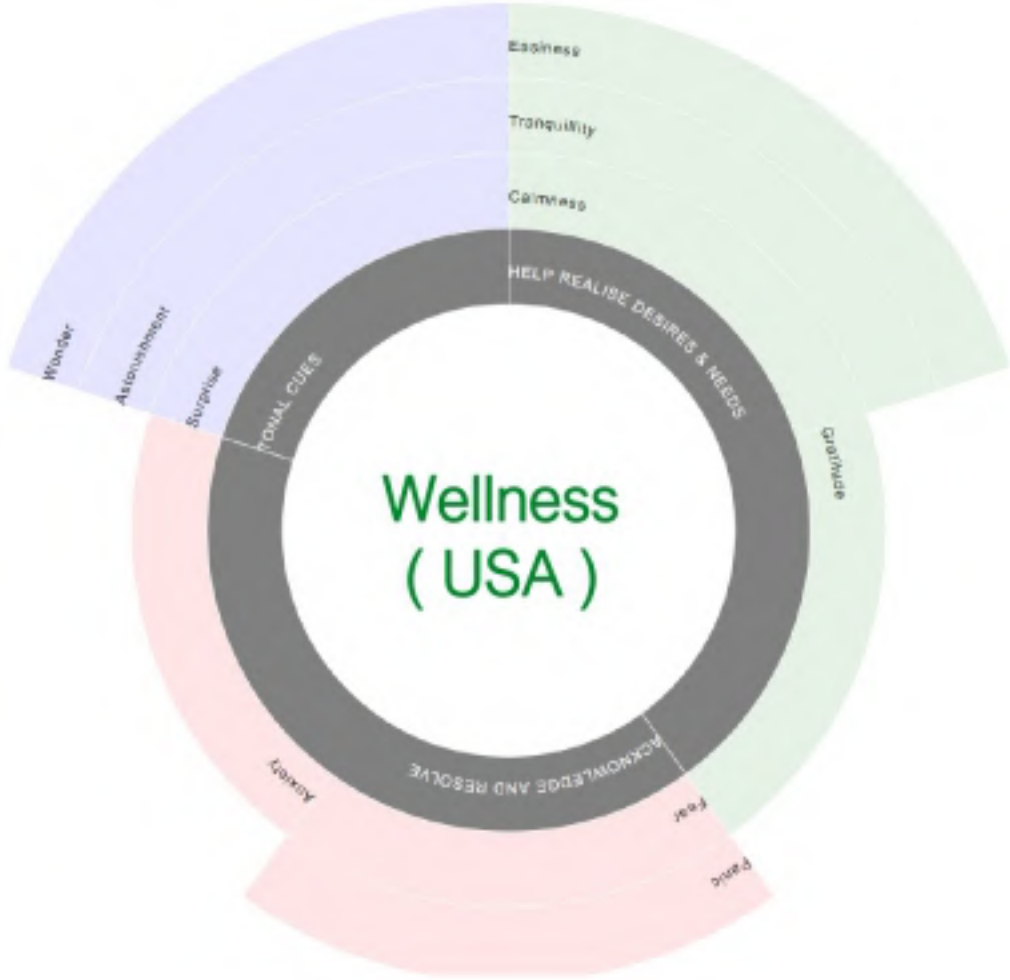 Easiness
Tranquility
Calmness
HELP REALISE DESIRES & NEEDS
Gratitude
Wonder
Astonishment
Surprise
TONAL CUES
Wellness
( USA )
ACKNOWLEDGE AND RESOLVE
Anxiety
Fear
Panic